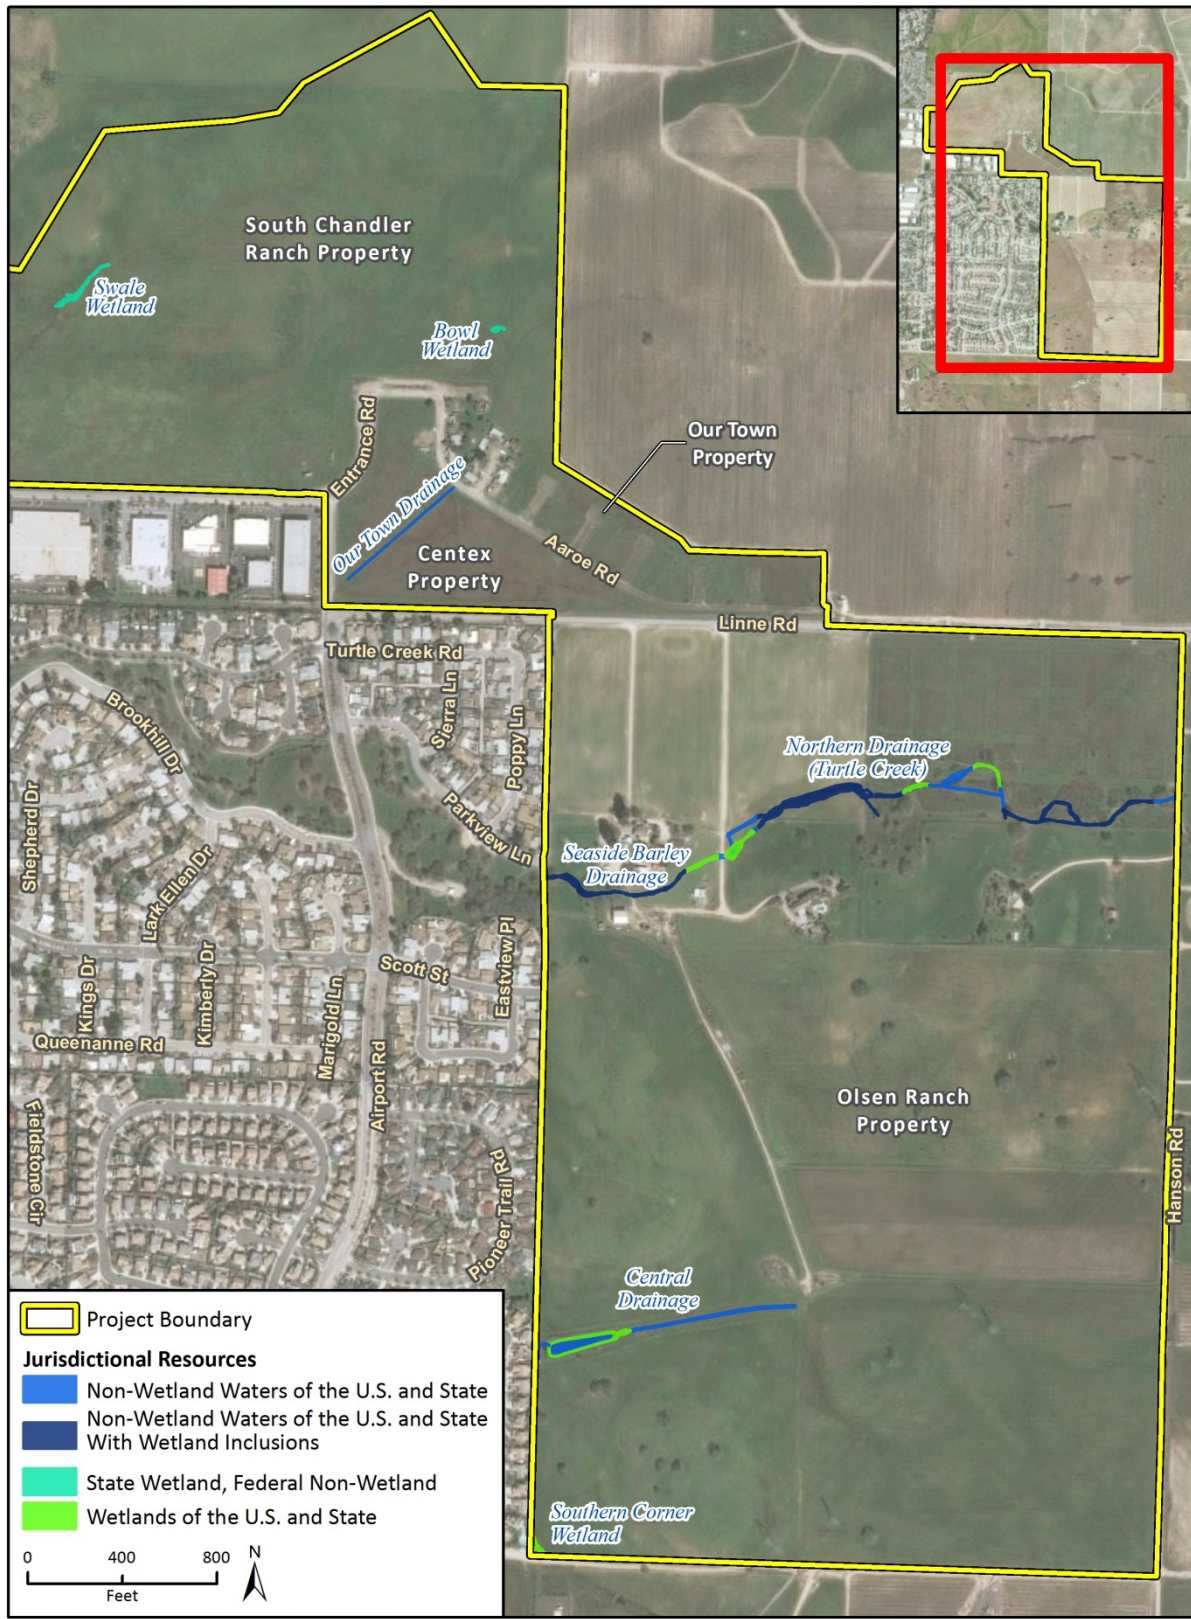 South Chandler
Ranch Property
Swale
Wetland
Bowl
Wetland
Entrance Rd
Our Town
Property
Our Town Drainage
Centex
Property
Aaroe Rd
Linne Rd
Turtle Creek Rd
Sierra Ln
Poppy Ln
Brookhill Dr
Parkview Ln
Shepherd Dr
Lark Ellen Dr
Northern Drainage
(Turtle Creek)
Seaside Barley
Drainage
Kings Dr
Kimberly Dr
Marigold Ln
Scott St
Eastview Pl
Queenanne Rd
Airport Rd
Fieldstone Cir
Pioneer Trail Rd
Olsen Ranch
Property
Hanson Rd
Central
Drainage
Southern Corner
Wetland
Project Boundary
Jurisdictional Resources
Non-Wetland Waters of the U.S. and State
Non-Wetland Waters of the U.S. and State
With Wetland Inclusions
State Wetland, Federal Non-Wetland
Wetlands of the U.S. and State
0 400 800
Feet
N